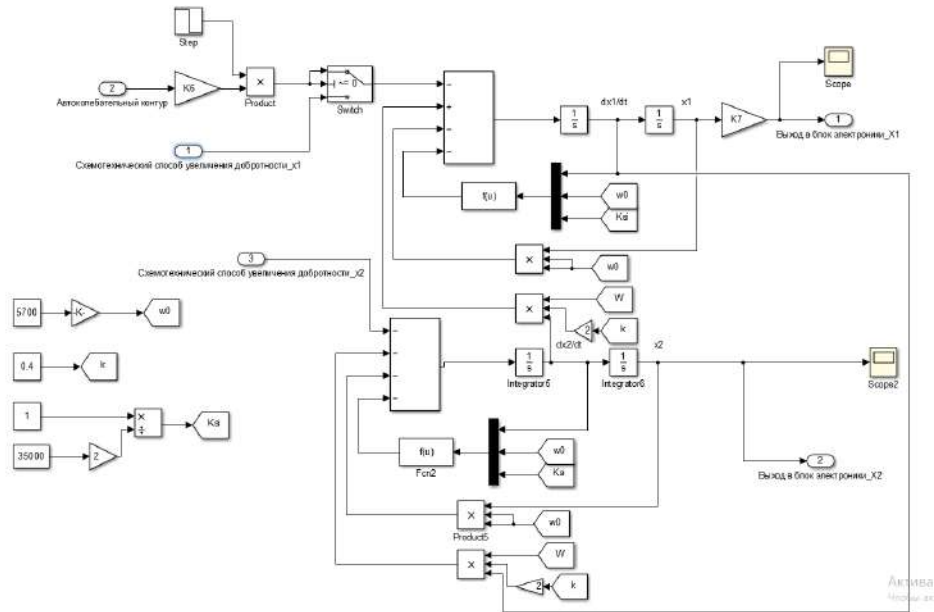 Step
2
K6
Автоколебательный контур
×
Product
~= 0
Switch
1
Схемотехнический способ увеличения добротности_x1
−
+
−
−
1
s
dx1/dt
1
s
x1
K7
Scope
1
Выход в блок электроники_X1
f(u)
w0
Ksi
×
w0
3
Схемотехнический способ увеличения добротности_x2
×
W
2
k
5700
-K-
w0
0.4
k
1
35000
2
×
÷
Ksi
−
−
−
−
1
s
Integrator5
dx2/dt
1
s
Integrator6
x2
Scope2
f(u)
Fcn2
w0
Ksi
2
Выход в блок электроники_X2
×
Product5
w0
×
W
2
k
Актива